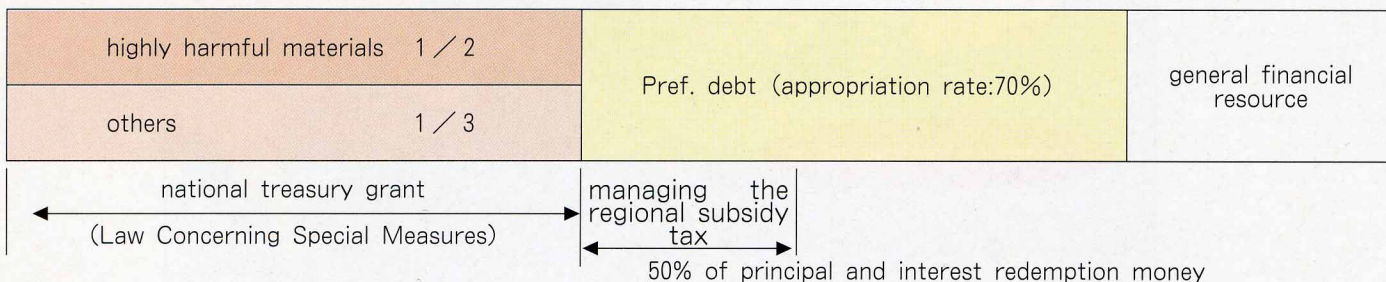 highly harmful materials 1／2
others 1／3
Pref. debt (appropriation rate:70%)
general financial
resource
national treasury grant
(Law Concerning Special Measures)
managing the
regional subsidy
tax
50% of principal and interest redemption money